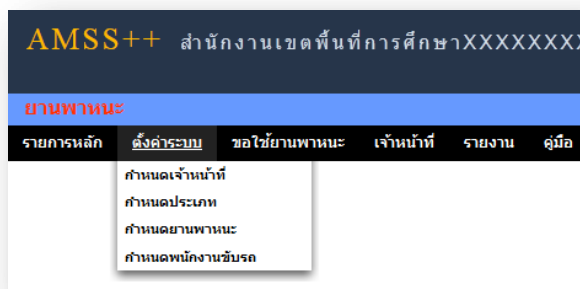 AMSS++ สำนักงานเขตพื้นที่การศึกษาXXXXXXXX
ยานพาหนะ
รายการหลัก ตั้งค่าระบบ ขอใช้ยานพาหนะ เจ้าหน้าที่ รายงาน คู่มือ
กำหนดเจ้าหน้าที่
กำหนดประเภท
กำหนดยานพาหนะ
กำหนดพนักงานขับรถ